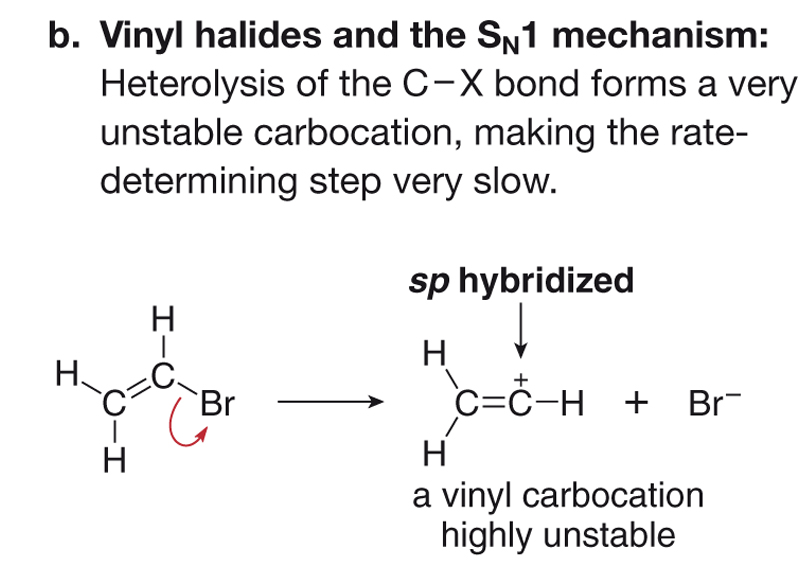 b. Vinyl halides and the SN1 mechanism:
Heterolysis of the C–X bond forms a very
unstable carbocation, making the rate-
determining step very slow.
sp hybridized
H
H
H
C=C
Br
H
C=C–H + Br–
+
H
H
a vinyl carbocation
highly unstable